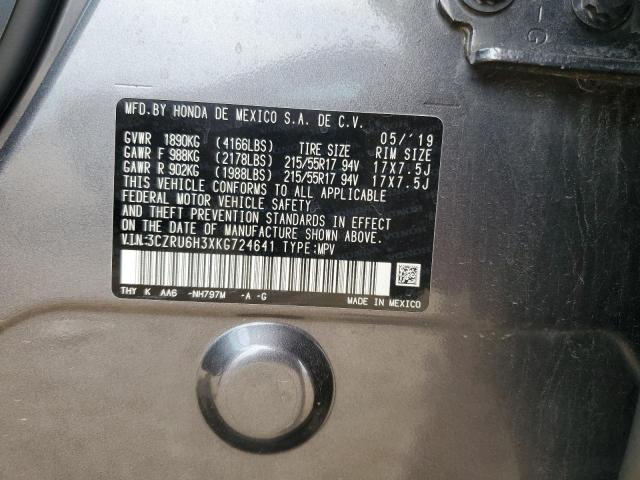 MFD.BY HONDA DE MEXICO S.A. DE C.V.
05/'19
GVWR 1890KG (4166LBS) TIRE SIZE RIM SIZE
GAWR F 988KG (2178LBS) 215/55R17 94V 17X7.5J
GAWR R 902KG (1988LBS) 215/55R17 94V 17X7.5J
THIS VEHICLE CONFORMS TO ALL APPLICABLE
FEDERAL MOTOR VEHICLE SAFETY
AND THEFT PREVENTION STANDARDS IN EFFECT
ON THE DATE OF MANUFACTURE SHOWN ABOVE.
V.I.N:3CZRU6H3XKG724641 TYPE:MPV
THY K AA6 -NH797M -A -G
MADE IN MEXICO